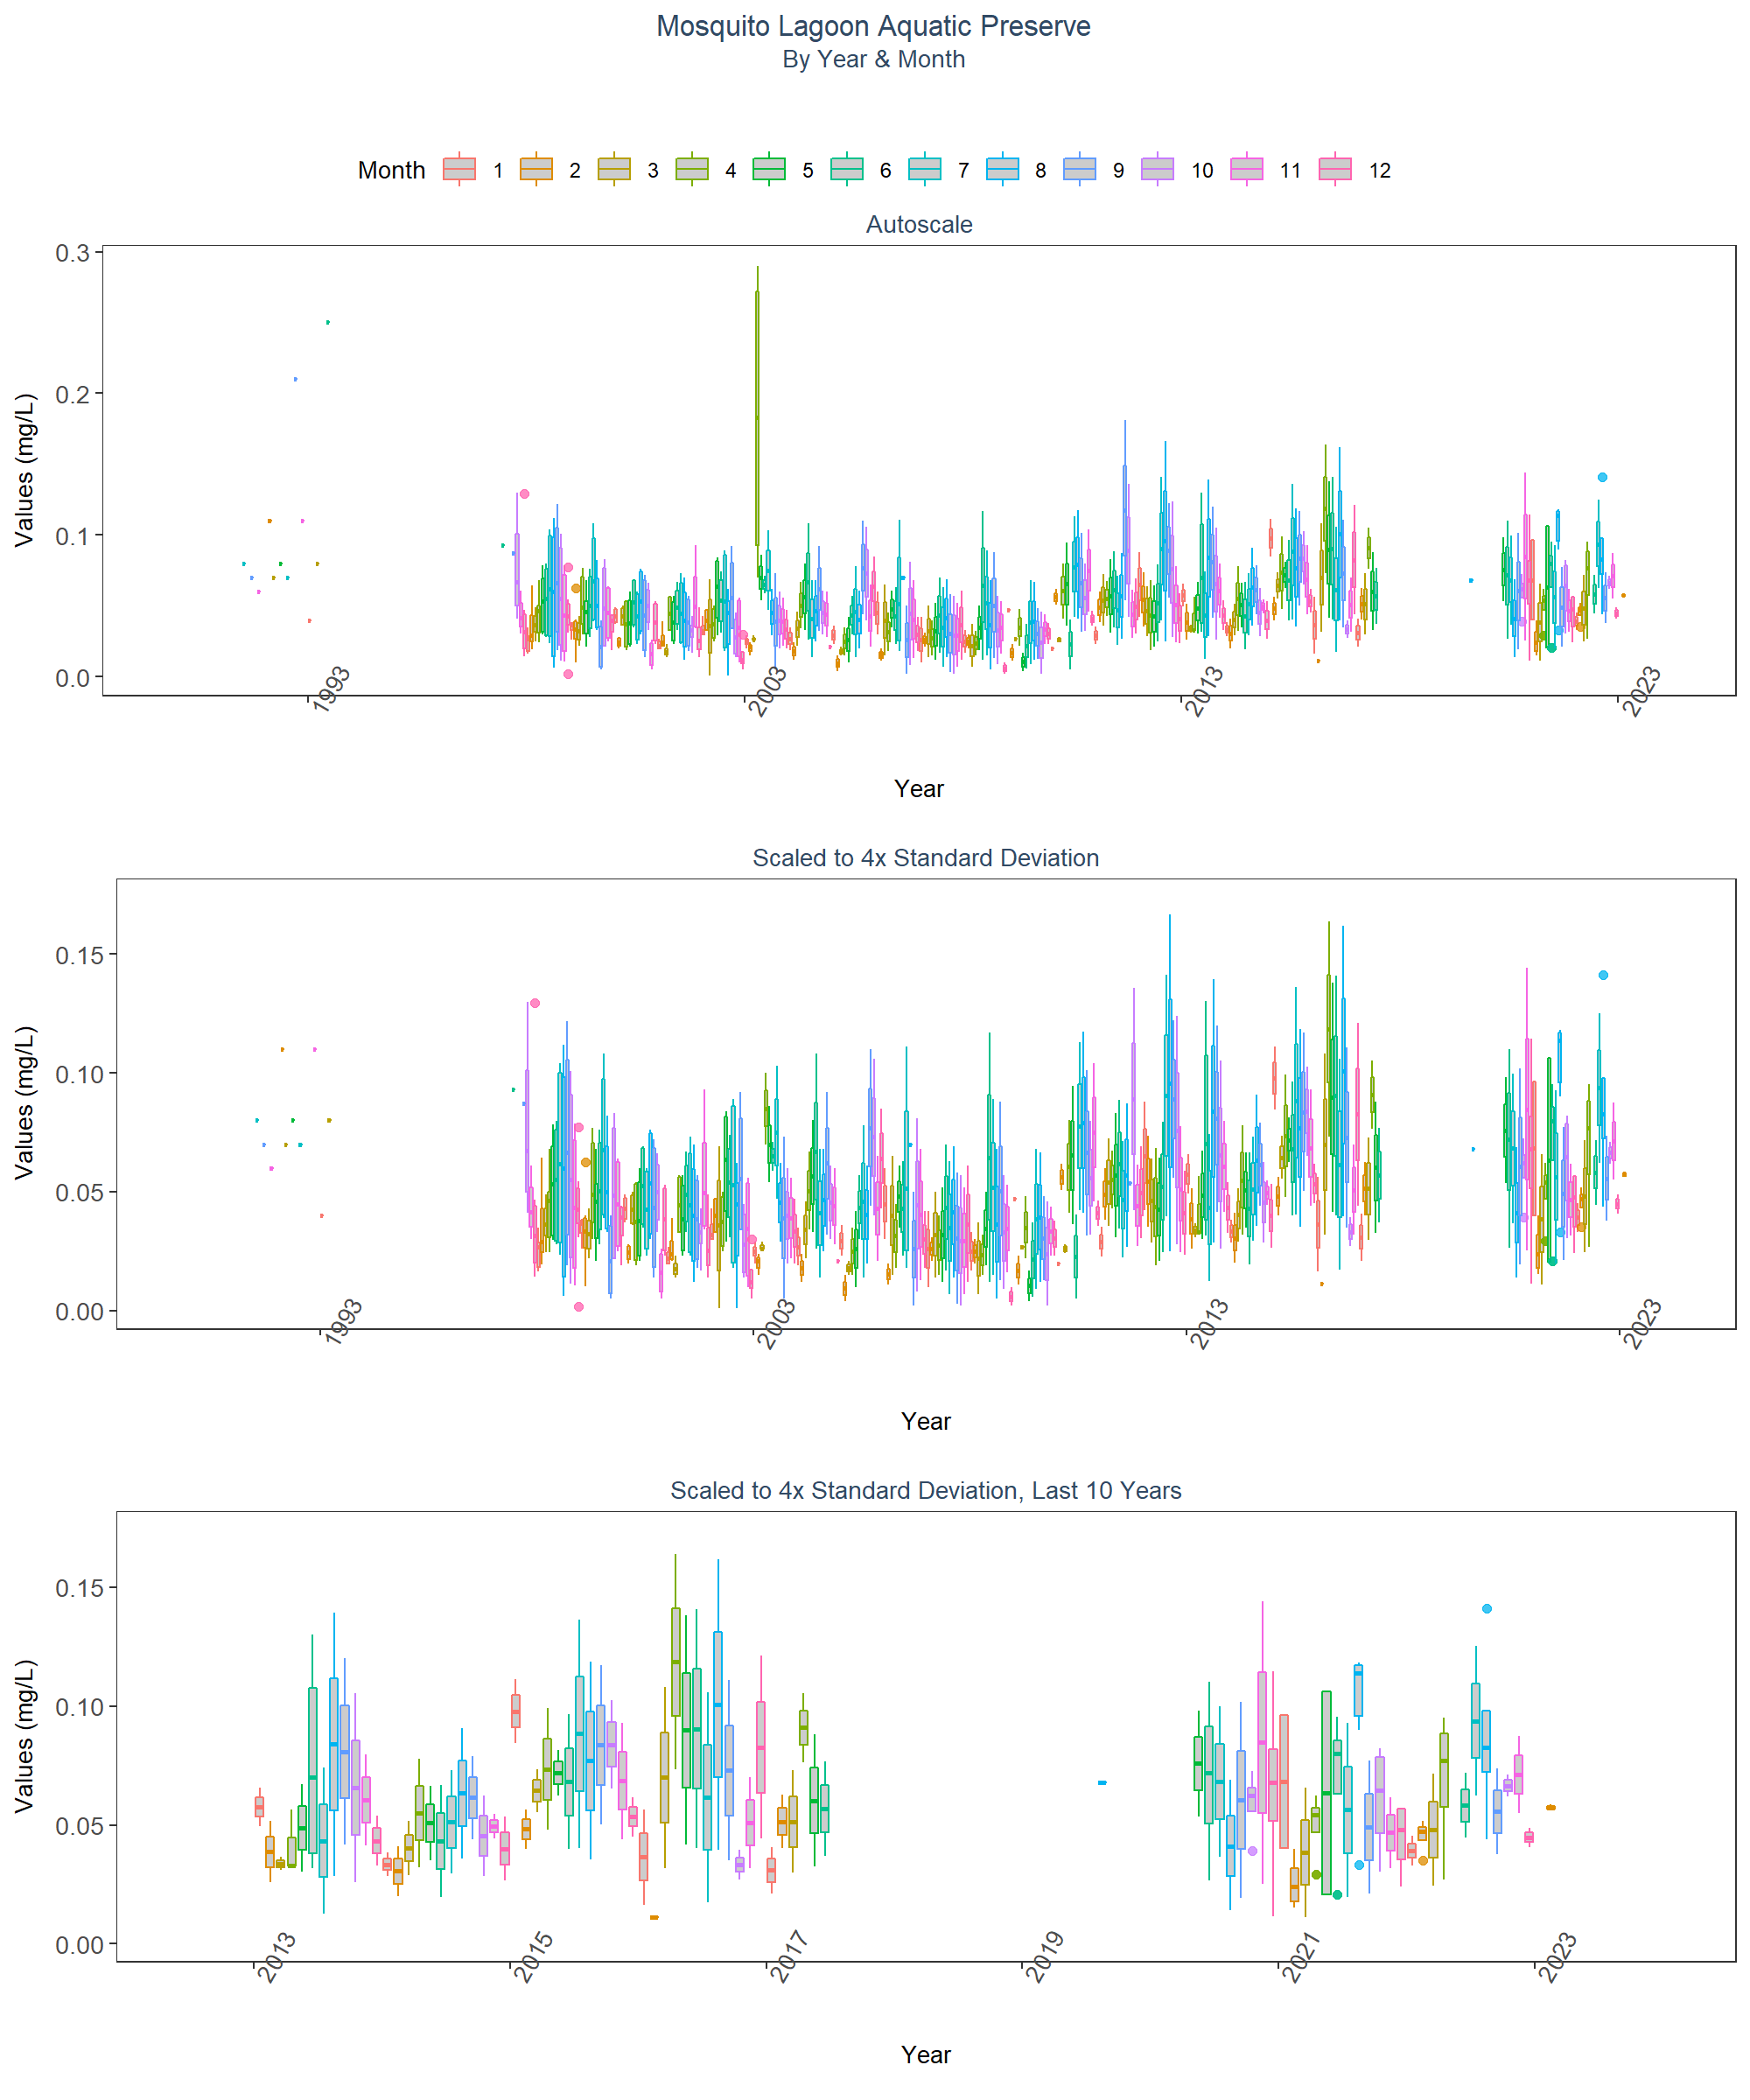 Mosquito Lagoon Aquatic Preserve
By Year & Month
Month 1 2 3 4 5 6 7 8 9 10 11 12
Autoscale
Values (mg/L)
0.3
0.2
0.1
0.0
1993 2003 2013 2023
Year
Scaled to 4x Standard Deviation
Values (mg/L)
0.15
0.10
0.05
0.00
1993 2003 2013 2023
Year
Scaled to 4x Standard Deviation, Last 10 Years
Values (mg/L)
0.15
0.10
0.05
0.00
2013 2015 2017 2019 2021 2023
Year